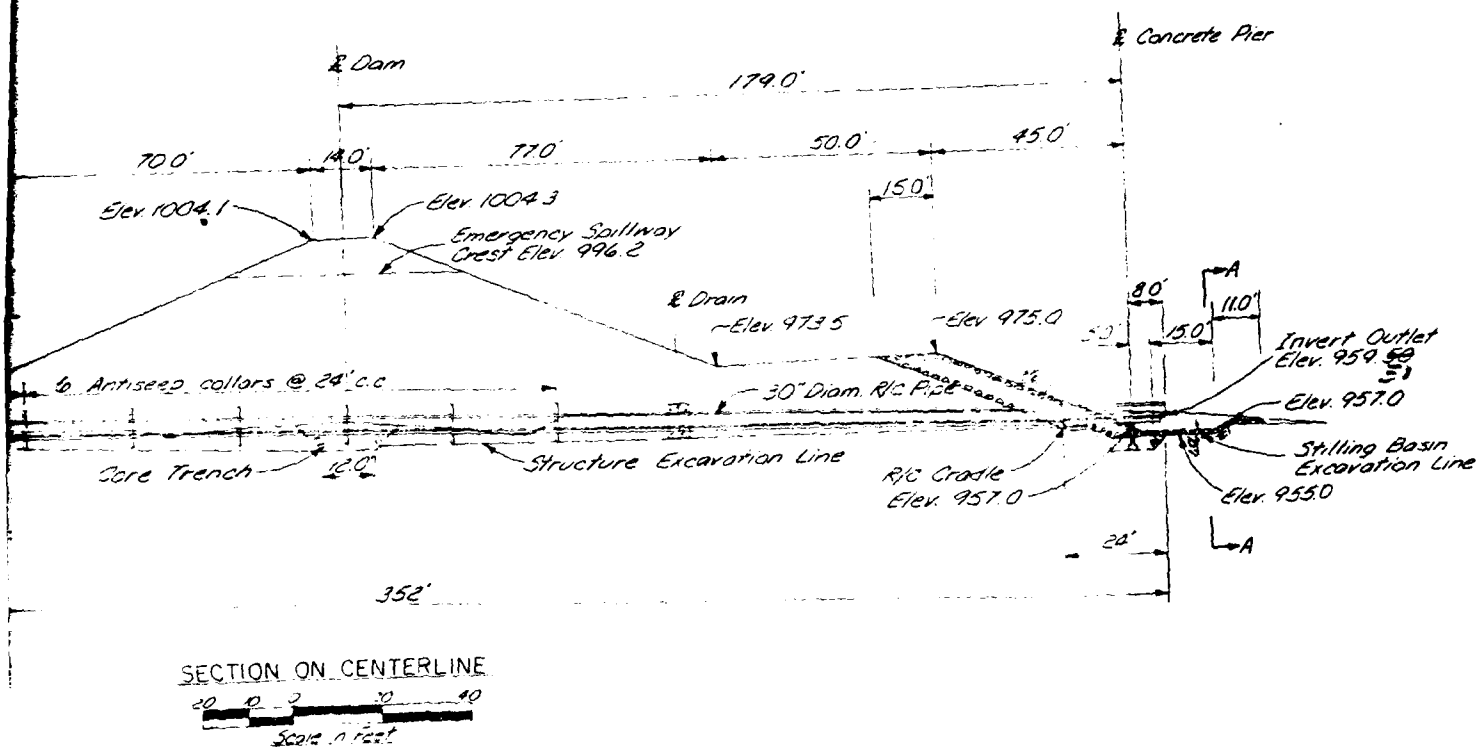 ℄ Concrete Pier
℄ Dam
179.0'
70.0'
14.0'
77.0'
50.0'
45.0'
15.0'
Elev. 1004.1
Elev. 1004.3
Emergency Spillway
Crest Elev. 996.2
℄ Drain
Elev. 973.5
Elev. 975.0
A
8.0'
11.0'
5.0'
15.0'
Invert Outlet
Elev. 959.50
6 Antiseep collars @ 24' c.c
30" Diam. R/C Pipe
Elev. 957.0
Core Trench
12.0'
Structure Excavation Line
R/C Cradle
Elev. 957.0
Stilling Basin
Excavation Line
Elev. 955.0
24'
A
352'
SECTION ON CENTERLINE
20 10 0 20 40
Scale in feet